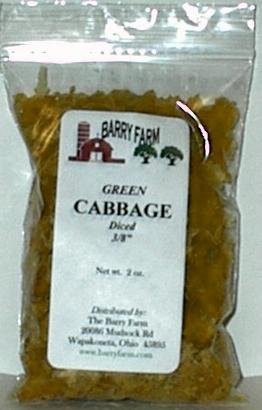 BARRY FARM
GREEN
CABBAGE
Diced
3/8"
Net wt. 2 oz.
Distributed by:
The Barry Farm
20086 Mudsock Rd
Wapakoneta, Ohio 45895
www.barryfarm.com